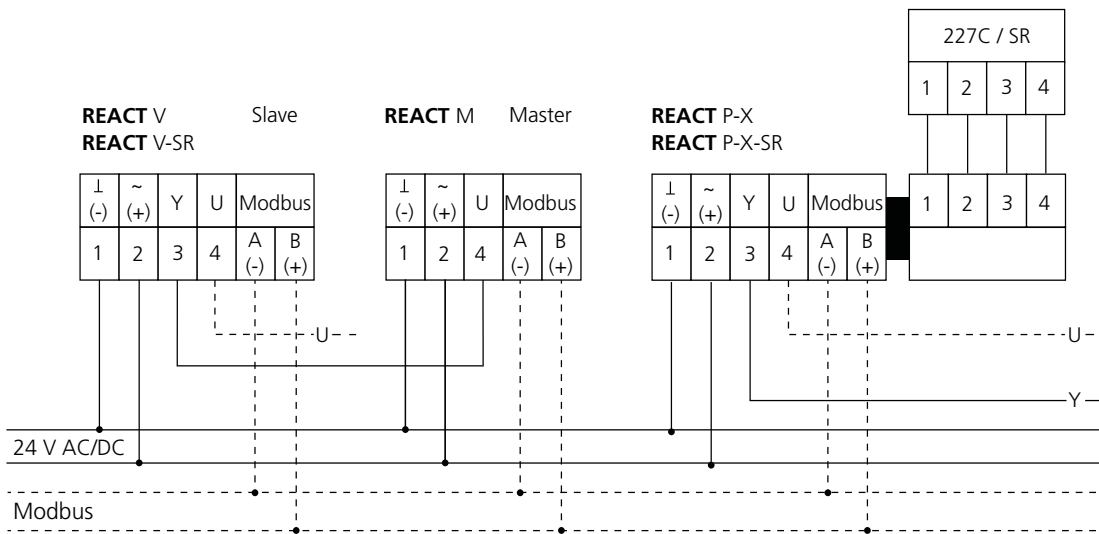 227C / SR
1 2 3 4
REACT V Slave REACT M Master REACT P-X
REACT V-SR REACT P-X-SR
⊥ ~ ⊥ ~ ⊥ ~
(-) (+) Y U Modbus (-) (+) U Modbus (-) (+) Y U Modbus 1 2 3 4
1 2 3 4 A B 1 2 4 A B 1 2 3 4 A B
(-) (+) (-) (+) (-) (+)
U U
Y
24 V AC/DC
Modbus